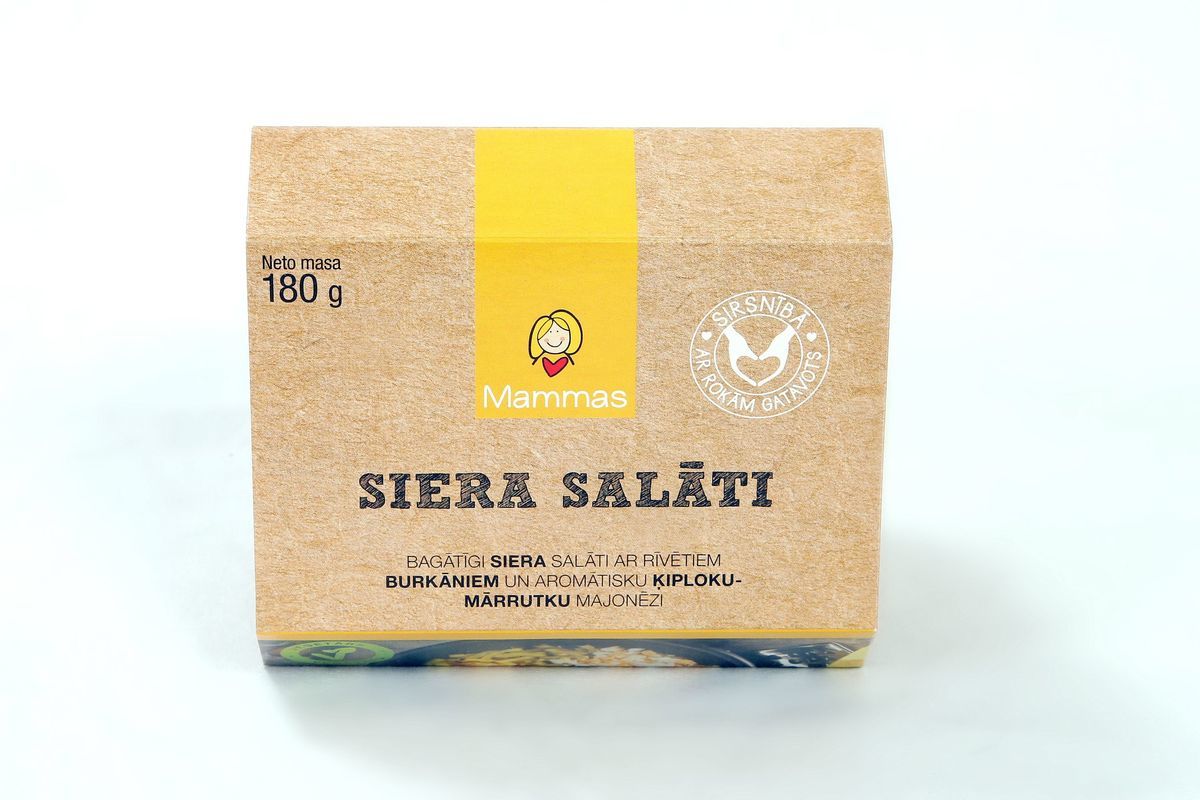 Neto masa
180 g
Mammas
SIRSNĪBĀ
AR ROKĀM GATAVOTS
SIERA SALĀTI
BAGĀTĪGI SIERA SALĀTI AR RĪVĒTIEM
BURKĀNIEM UN AROMĀTISKU ĶIPLOKU-
MĀRRUTKU MAJONĒZI